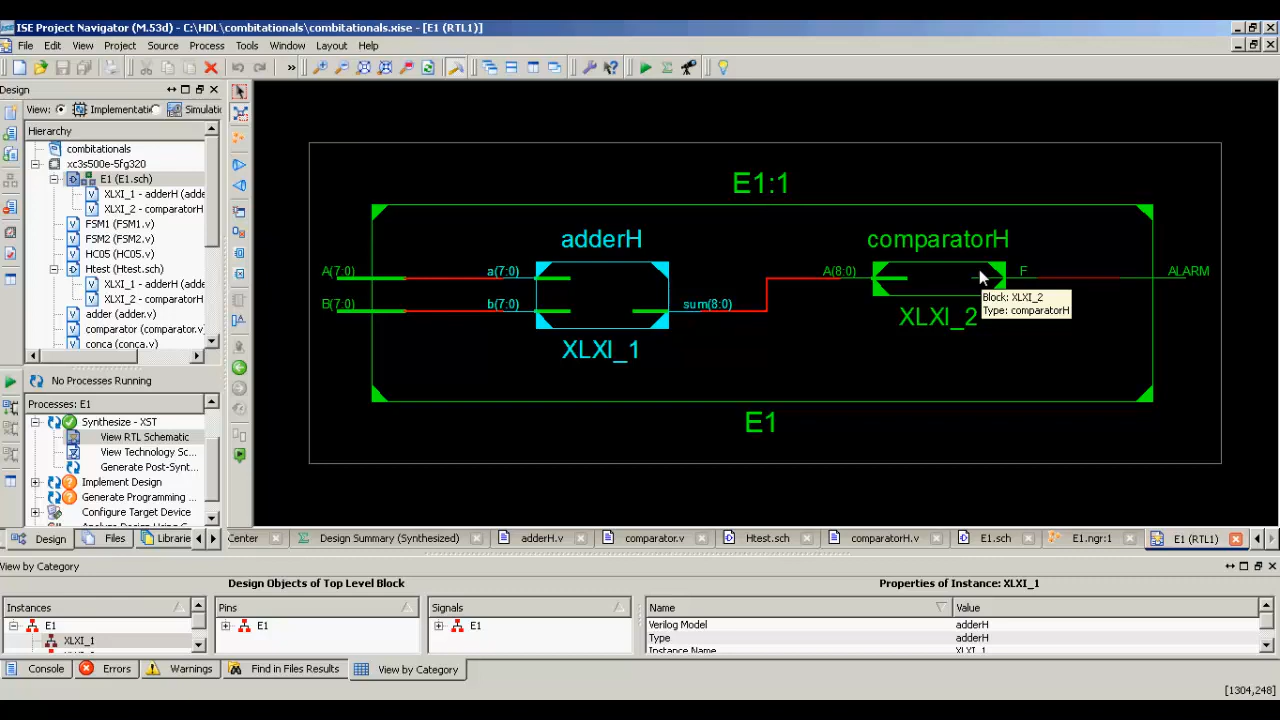 ISE Project Navigator (M.53d) - C:\HDL\combitationals\combitationals.xise - [E1 (RTL1)]
File Edit View Project Source Process Tools Window Layout Help
Design
View: Implementatic Simulati
Hierarchy
combitationals
xc3s500e-5fg320
E1 (E1.sch)
XLXI_1 - adderH (adde
XLXI_2 - comparatorH
FSM1 (FSM1.v)
FSM2 (FSM2.v)
HC05 (HC05.v)
Htest (Htest.sch)
XLXI_1 - adderH (adde
XLXI_2 - comparatorH
adder (adder.v)
comparator (comparator.v
conca (conca.v)
No Processes Running
Processes: E1
Synthesize - XST
View RTL Schematic
View Technology Sc...
Generate Post-Synt...
Implement Design
Generate Programming ...
Configure Target Device
Design Files Librarie
E1:1
adderH
comparatorH
A(7:0) a(7:0) A(8:0) F ALARM
B(7:0) b(7:0) sum(8:0)
Block: XLXI_2
Type: comparatorH
XLXI_2
XLXI_1
E1
Center Design Summary (Synthesized) adderH.v comparator.v Htest.sch comparatorH.v E1.sch E1.ngr:1 E1 (RTL1)
View by Category
Design Objects of Top Level Block Properties of Instance: XLXI_1
Instances Pins Signals Name Value
E1 E1 E1 Verilog Model adderH
XLXI_1 Type adderH
Instance Name XLXI_1
Console Errors Warnings Find in Files Results View by Category
[1304,248]